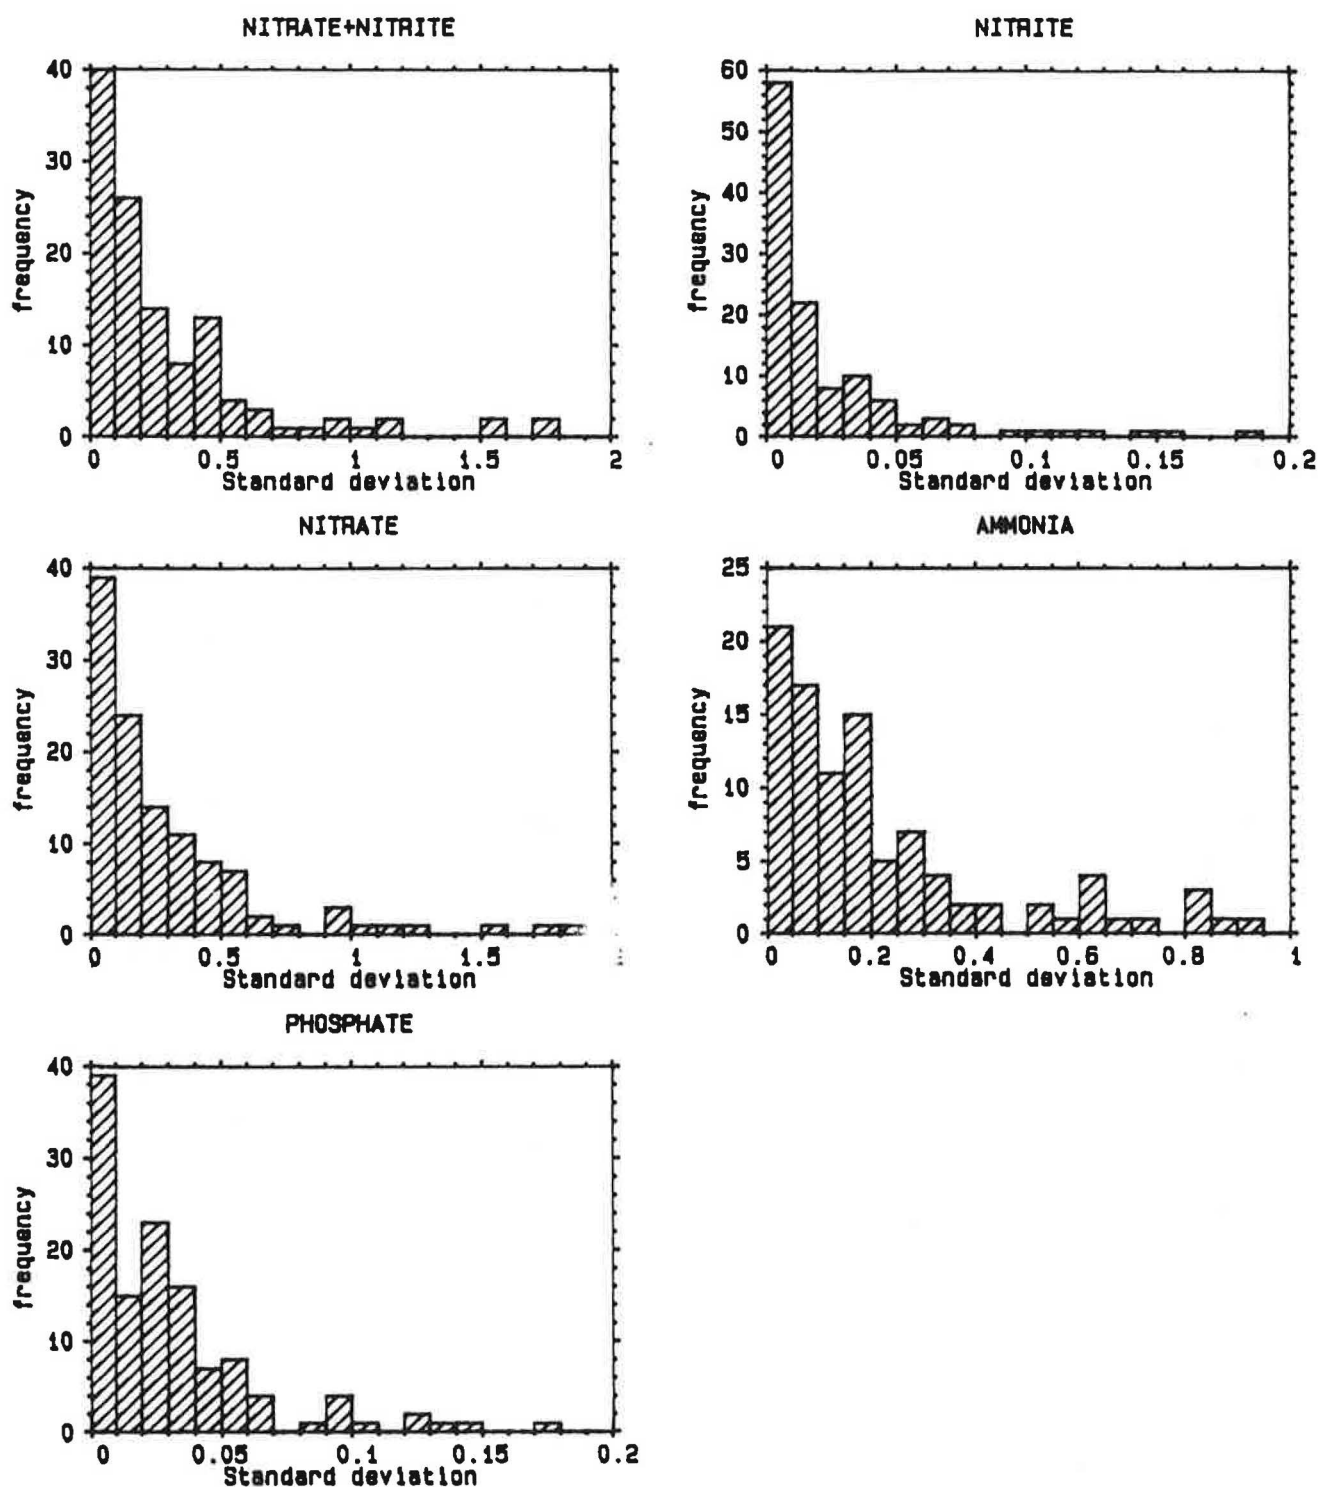 NITRATE+NITRITE
40
30
20
10
0
frequency
0 0.5 1 1.5 2
Standard deviation
NITRITE
60
50
40
30
20
10
0
frequency
0 0.05 0.1 0.15 0.2
Standard deviation
NITRATE
40
30
20
10
0
frequency
0 0.5 1 1.5
Standard deviation
AMMONIA
25
20
15
10
5
0
frequency
0 0.2 0.4 0.6 0.8 1
Standard deviation
PHOSPHATE
40
30
20
10
0
frequency
0 0.05 0.1 0.15 0.2
Standard deviation